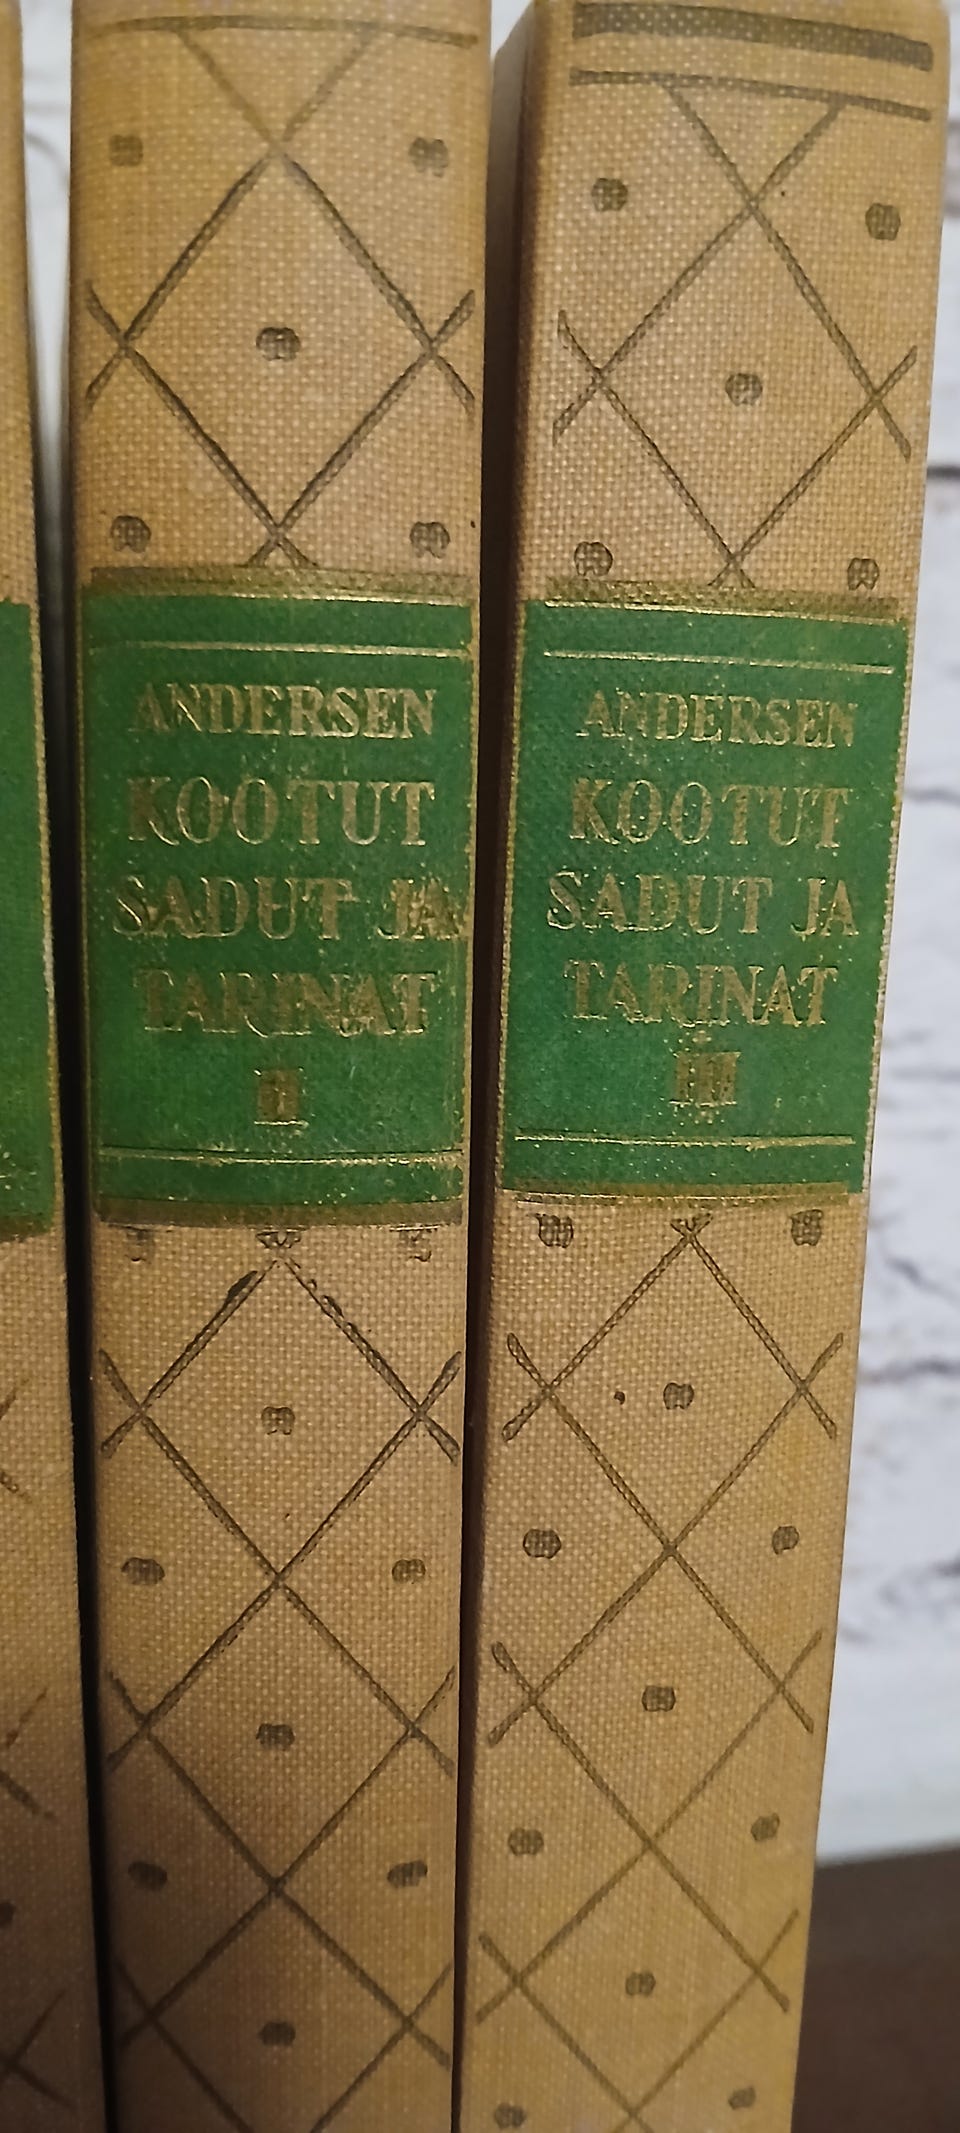 ANDERSEN
KOOTUT
SADUT JA
TARINAT
II
ANDERSEN
KOOTUT
SADUT JA
TARINAT
III